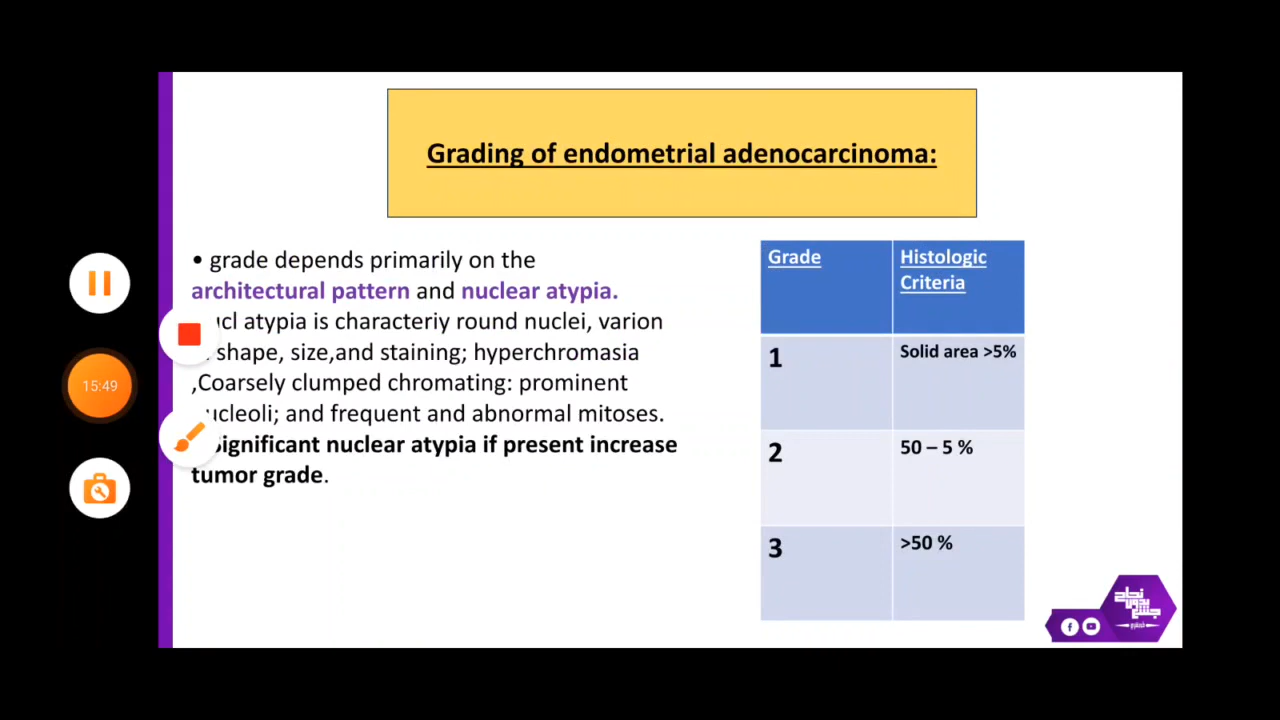 Grading of endometrial adenocarcinoma:
• grade depends primarily on the
architectural pattern and nuclear atypia.
ucl atypia is characteriy round nuclei, varion
shape, size,and staining; hyperchromasia
,Coarsely clumped chromating: prominent
ucleoli; and frequent and abnormal mitoses.
Significant nuclear atypia if present increase
tumor grade.
Grade
Histologic
Criteria
1
Solid area >5%
2
50 – 5 %
3
>50 %
15:49